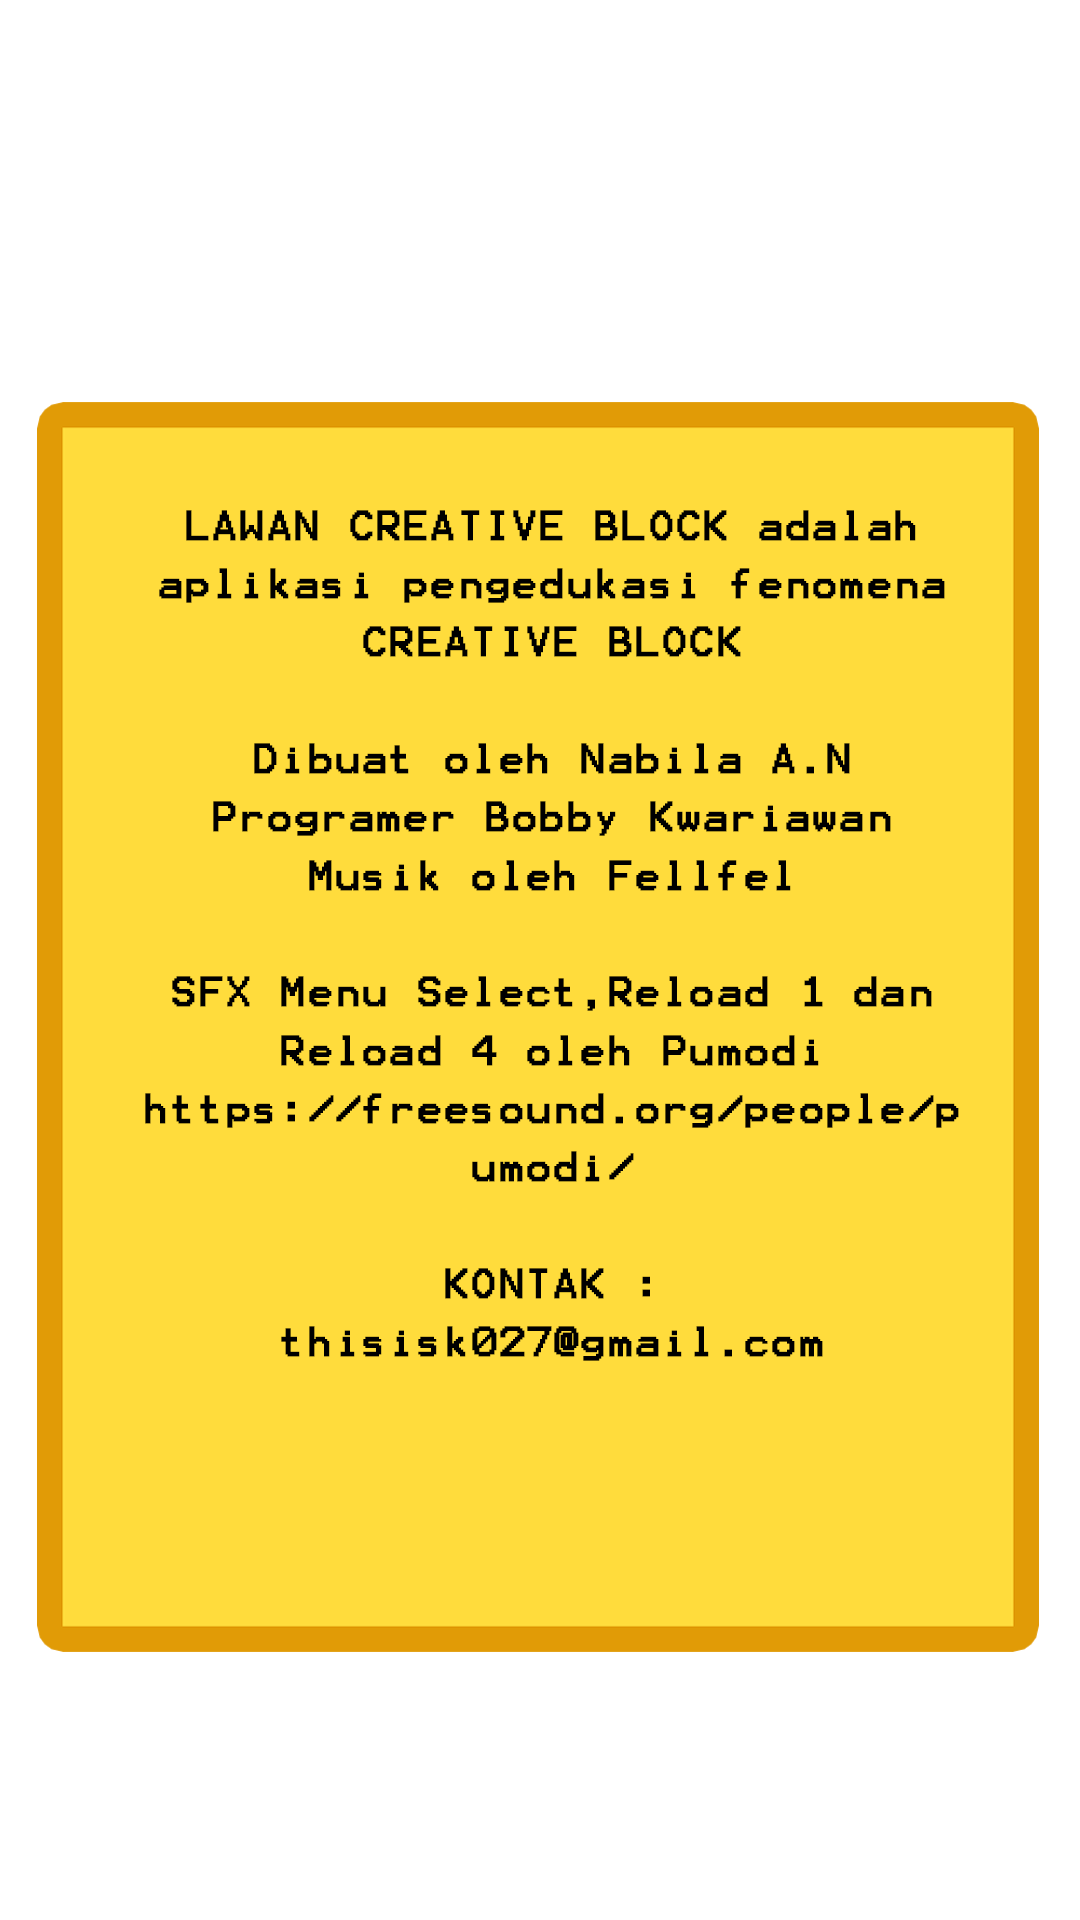 LAWAN CREATIVE BLOCK adalah
aplikasi pengedukasi fenomena
CREATIVE BLOCK
Dibuat oleh Nabila A.N
Programer Bobby Kwariawan
Musik oleh Fellfel
SFX Menu Select,Reload 1 dan
Reload 4 oleh Pumodi
https://freesound.org/people/p
umodi/
KONTAK :
thisisk027@gmail.com